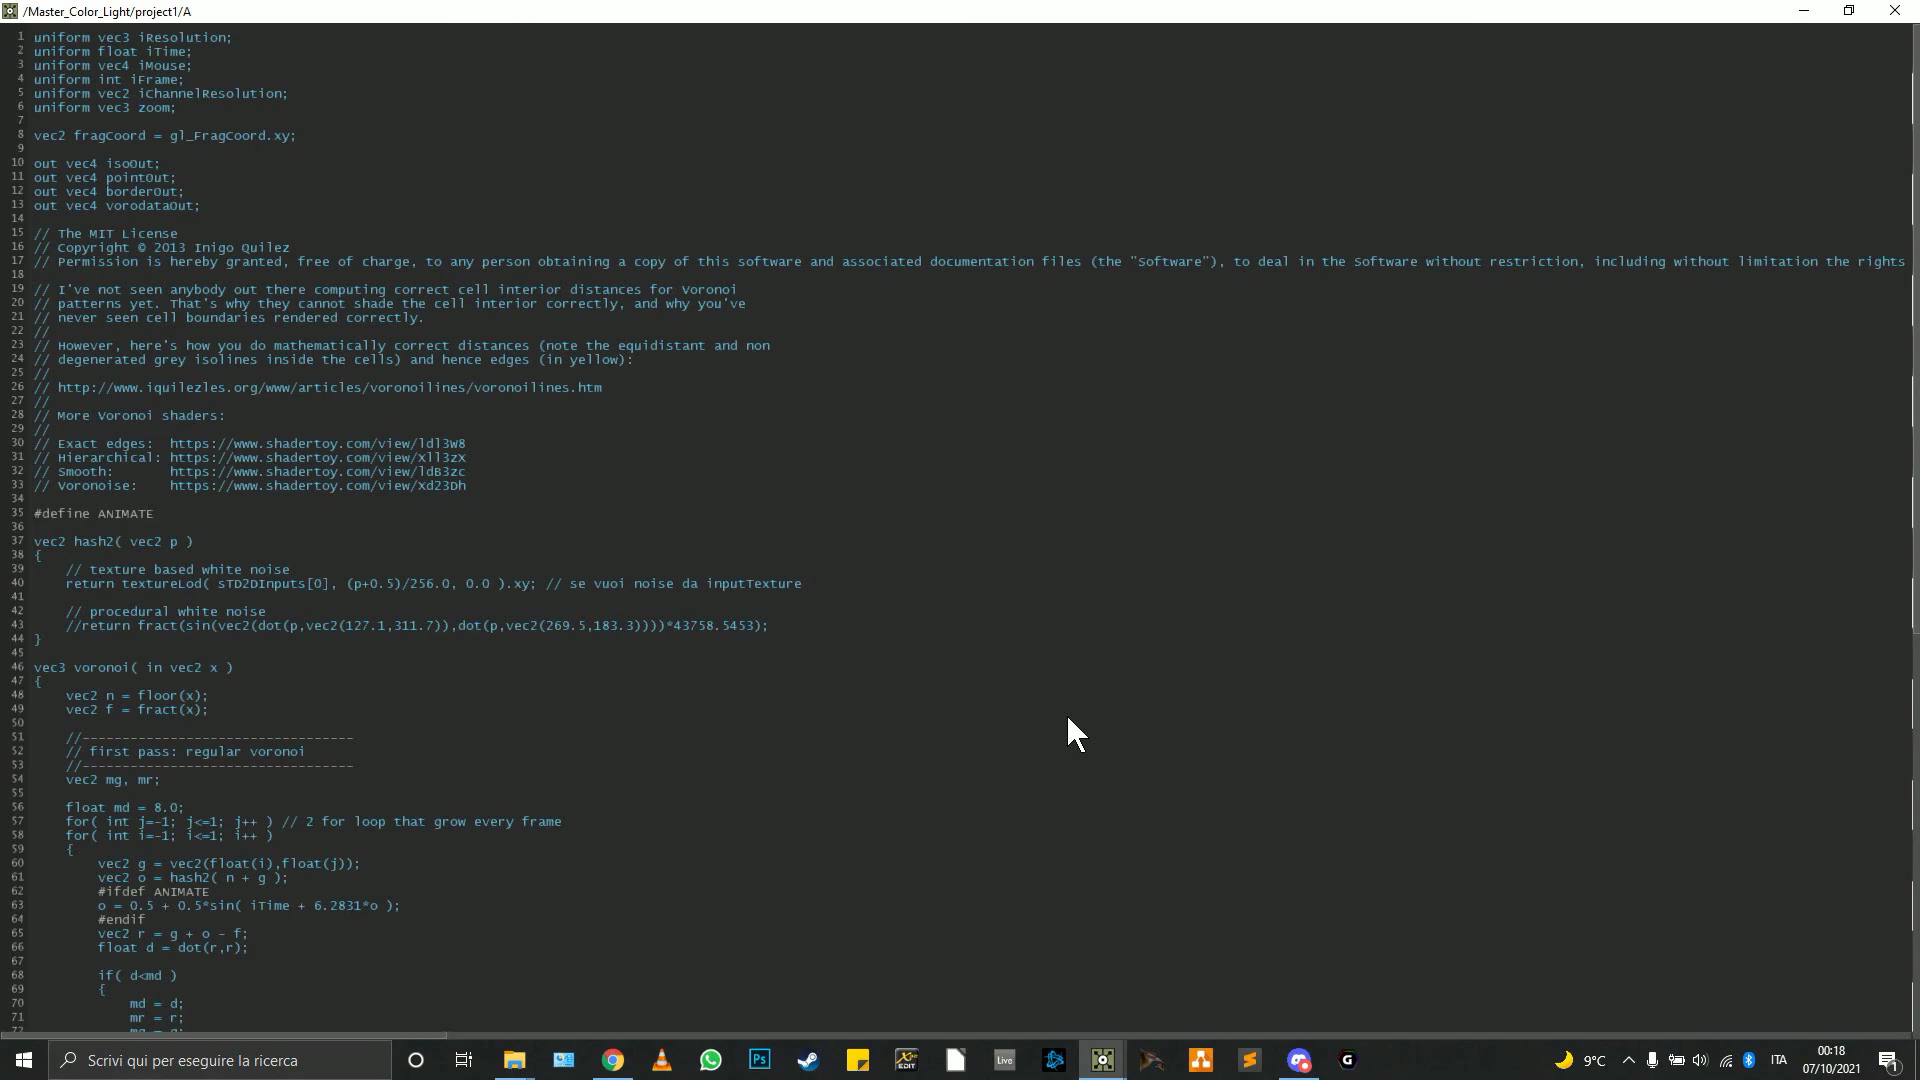 /Master_Color_Light/project1/A
1 uniform vec3 iResolution;
2 uniform float iTime;
3 uniform vec4 iMouse;
4 uniform int iFrame;
5 uniform vec2 iChannelResolution;
6 uniform vec3 zoom;
7
8 vec2 fragCoord = gl_FragCoord.xy;
9
10 out vec4 isoOut;
11 out vec4 pointOut;
12 out vec4 borderOut;
13 out vec4 vorodataOut;
14
15 // The MIT License
16 // Copyright © 2013 Inigo Quilez
17 // Permission is hereby granted, free of charge, to any person obtaining a copy of this software and associated documentation files (the "Software"), to deal in the Software without restriction, including without limitation the rights
18
19 // I've not seen anybody out there computing correct cell interior distances for Voronoi
20 // patterns yet. That's why they cannot shade the cell interior correctly, and why you've
21 // never seen cell boundaries rendered correctly.
22 //
23 // However, here's how you do mathematically correct distances (note the equidistant and non
24 // degenerated grey isolines inside the cells) and hence edges (in yellow):
25 //
26 // http://www.iquilezles.org/www/articles/voronoilines/voronoilines.htm
27 //
28 // More Voronoi shaders:
29 //
30 // Exact edges:  https://www.shadertoy.com/view/ldl3W8
31 // Hierarchical: https://www.shadertoy.com/view/Xll3zX
32 // Smooth:       https://www.shadertoy.com/view/ldB3zc
33 // Voronoise:    https://www.shadertoy.com/view/Xd23Dh
34
35 #define ANIMATE
36
37 vec2 hash2( vec2 p )
38 {
39     // texture based white noise
40     return textureLod( sTD2DInputs[0], (p+0.5)/256.0, 0.0 ).xy; // se vuoi noise da inputTexture
41
42     // procedural white noise
43     //return fract(sin(vec2(dot(p,vec2(127.1,311.7)),dot(p,vec2(269.5,183.3))))*43758.5453);
44 }
45
46 vec3 voronoi( in vec2 x )
47 {
48     vec2 n = floor(x);
49     vec2 f = fract(x);
50
51     //----------------------------------
52     // first pass: regular voronoi
53     //----------------------------------
54     vec2 mg, mr;
55
56     float md = 8.0;
57     for( int j=-1; j<=1; j++ ) // 2 for loop that grow every frame
58     for( int i=-1; i<=1; i++ )
59     {
60         vec2 g = vec2(float(i),float(j));
61         vec2 o = hash2( n + g );
62         #ifdef ANIMATE
63         o = 0.5 + 0.5*sin( iTime + 6.2831*o );
64         #endif
65         vec2 r = g + o - f;
66         float d = dot(r,r);
67
68         if( d<md )
69         {
70             md = d;
71             mr = r;
72
Scrivi qui per eseguire la ricerca
Ps
EDIT
Live
G
9°C
ITA
00:18
07/10/2021
1